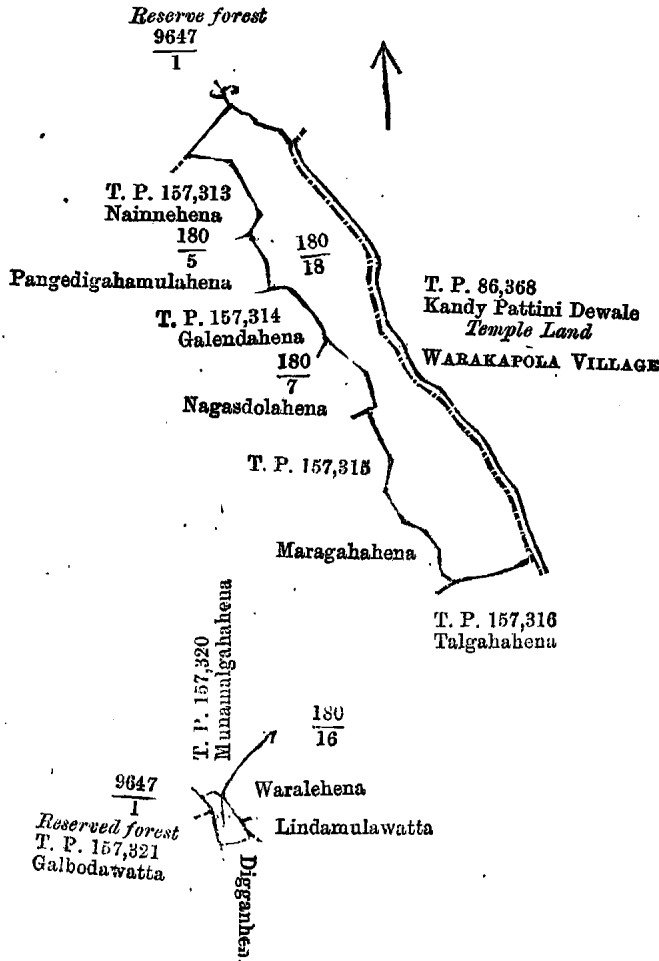 Reserve forest
9647
1
T. P. 157,313
Nainnehena
180
5
Pangedigahamulahena
180
18
T. P. 86,368
Kandy Pattini Dewale
Temple Land
WARAKAPOLA VILLAGE
T. P. 157,314
Galendahena
180
7
Nagasdolahena
T. P. 157,315
Maragahahena
T. P. 157,316
Talgahahena
T. P. 157,320
Munamalgahahena
180
16
9647
1
Reserved forest
T. P. 157,321
Galbodawatta
Waralehena
Lindamulawatta
Digganhen